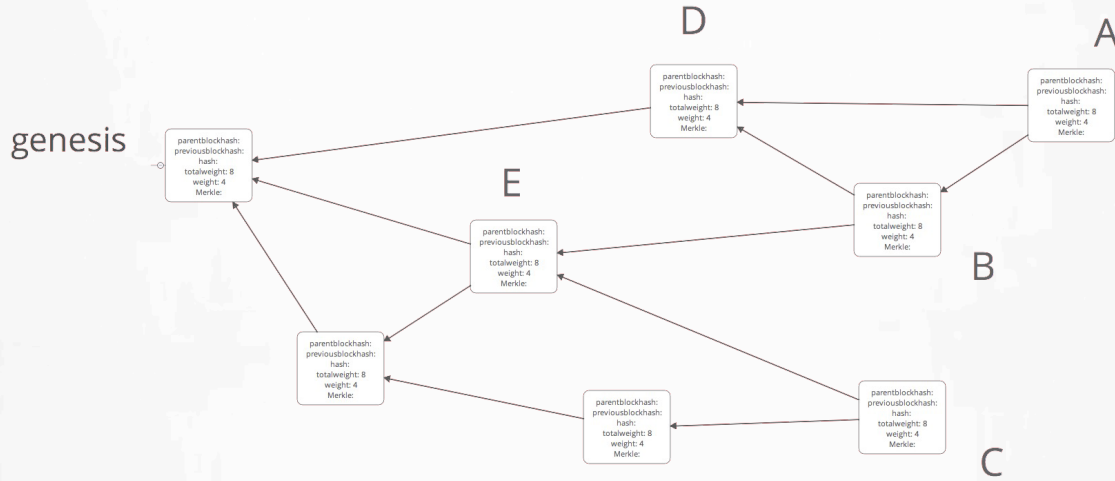 D
A
parentblockhash:
previousblockhash:
hash:
totalweight: 8
weight: 4
Merkle:
parentblockhash:
previousblockhash:
hash:
totalweight: 8
weight: 4
Merkle:
genesis
parentblockhash:
previousblockhash:
hash:
totalweight: 8
weight: 4
Merkle:
E
parentblockhash:
previousblockhash:
hash:
totalweight: 8
weight: 4
Merkle:
parentblockhash:
previousblockhash:
hash:
totalweight: 8
weight: 4
Merkle:
B
parentblockhash:
previousblockhash:
hash:
totalweight: 8
weight: 4
Merkle:
parentblockhash:
previousblockhash:
hash:
totalweight: 8
weight: 4
Merkle:
parentblockhash:
previousblockhash:
hash:
totalweight: 8
weight: 4
Merkle:
C